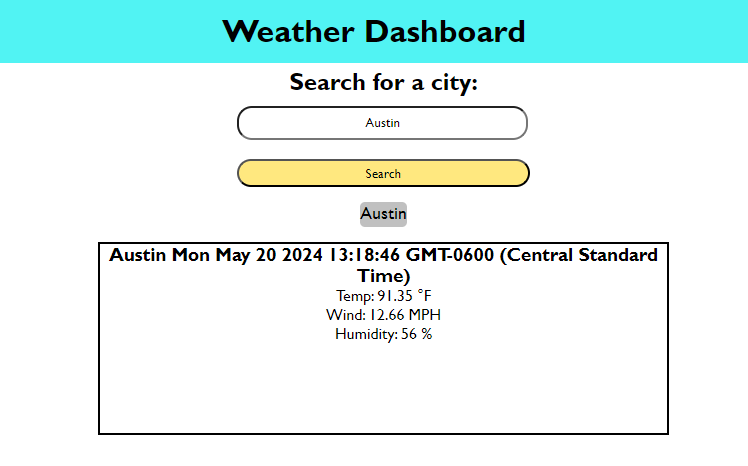 Weather Dashboard
Search for a city:
Austin
Search
Austin
Austin Mon May 20 2024 13:18:46 GMT-0600 (Central Standard
Time)
Temp: 91.35 °F
Wind: 12.66 MPH
Humidity: 56 %